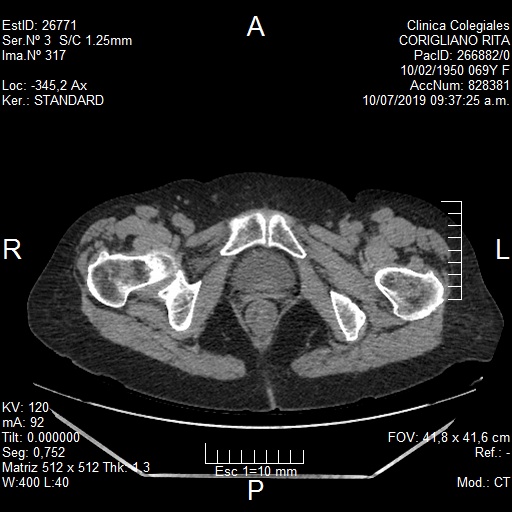 EstID: 26771
Ser.Nº 3 S/C 1.25mm
Ima.Nº 317
Loc: -345,2 Ax
Ker.: STANDARD
A
Clinica Colegiales
CORIGLIANO RITA
PacID: 266882/0
10/02/1950 069Y F
AccNum: 828381
10/07/2019 09:37:25 a.m.
R
L
KV: 120
mA: 92
Tilt: 0.000000
Seg: 0,752
Matriz 512 x 512 Thk: 1.3
W:400 L:40
Esc 1=10 mm
P
FOV: 41,8 x 41,6 cm
Ref.: -
Mod.: CT